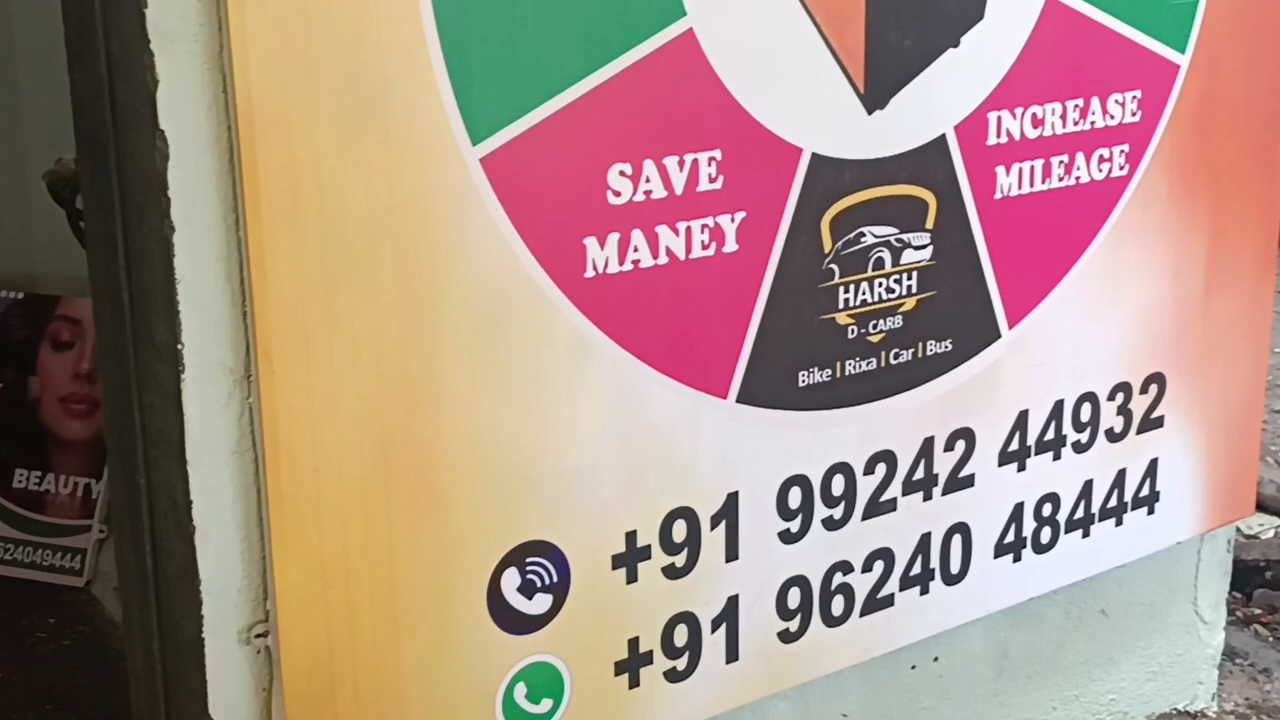 SAVE
MANEY
INCREASE
MILEAGE
HARSH
D - CARB
Bike | Rixa | Car | Bus
+91 99242 44932
+91 96240 48444
BEAUTY
624049444